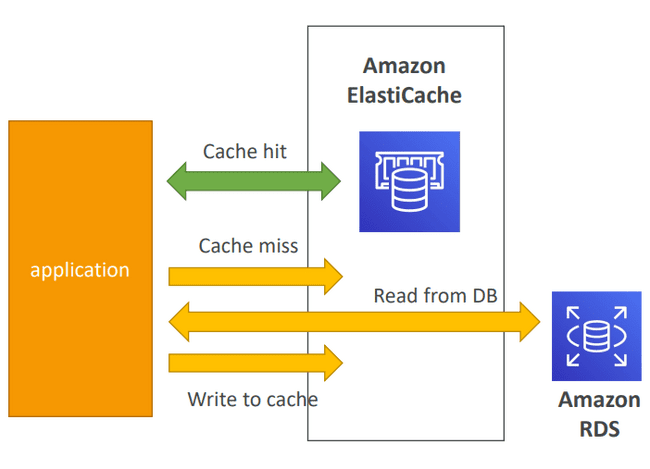 Amazon
ElastiCache
Cache hit
Cache miss
application
Read from DB
Write to cache
Amazon
RDS